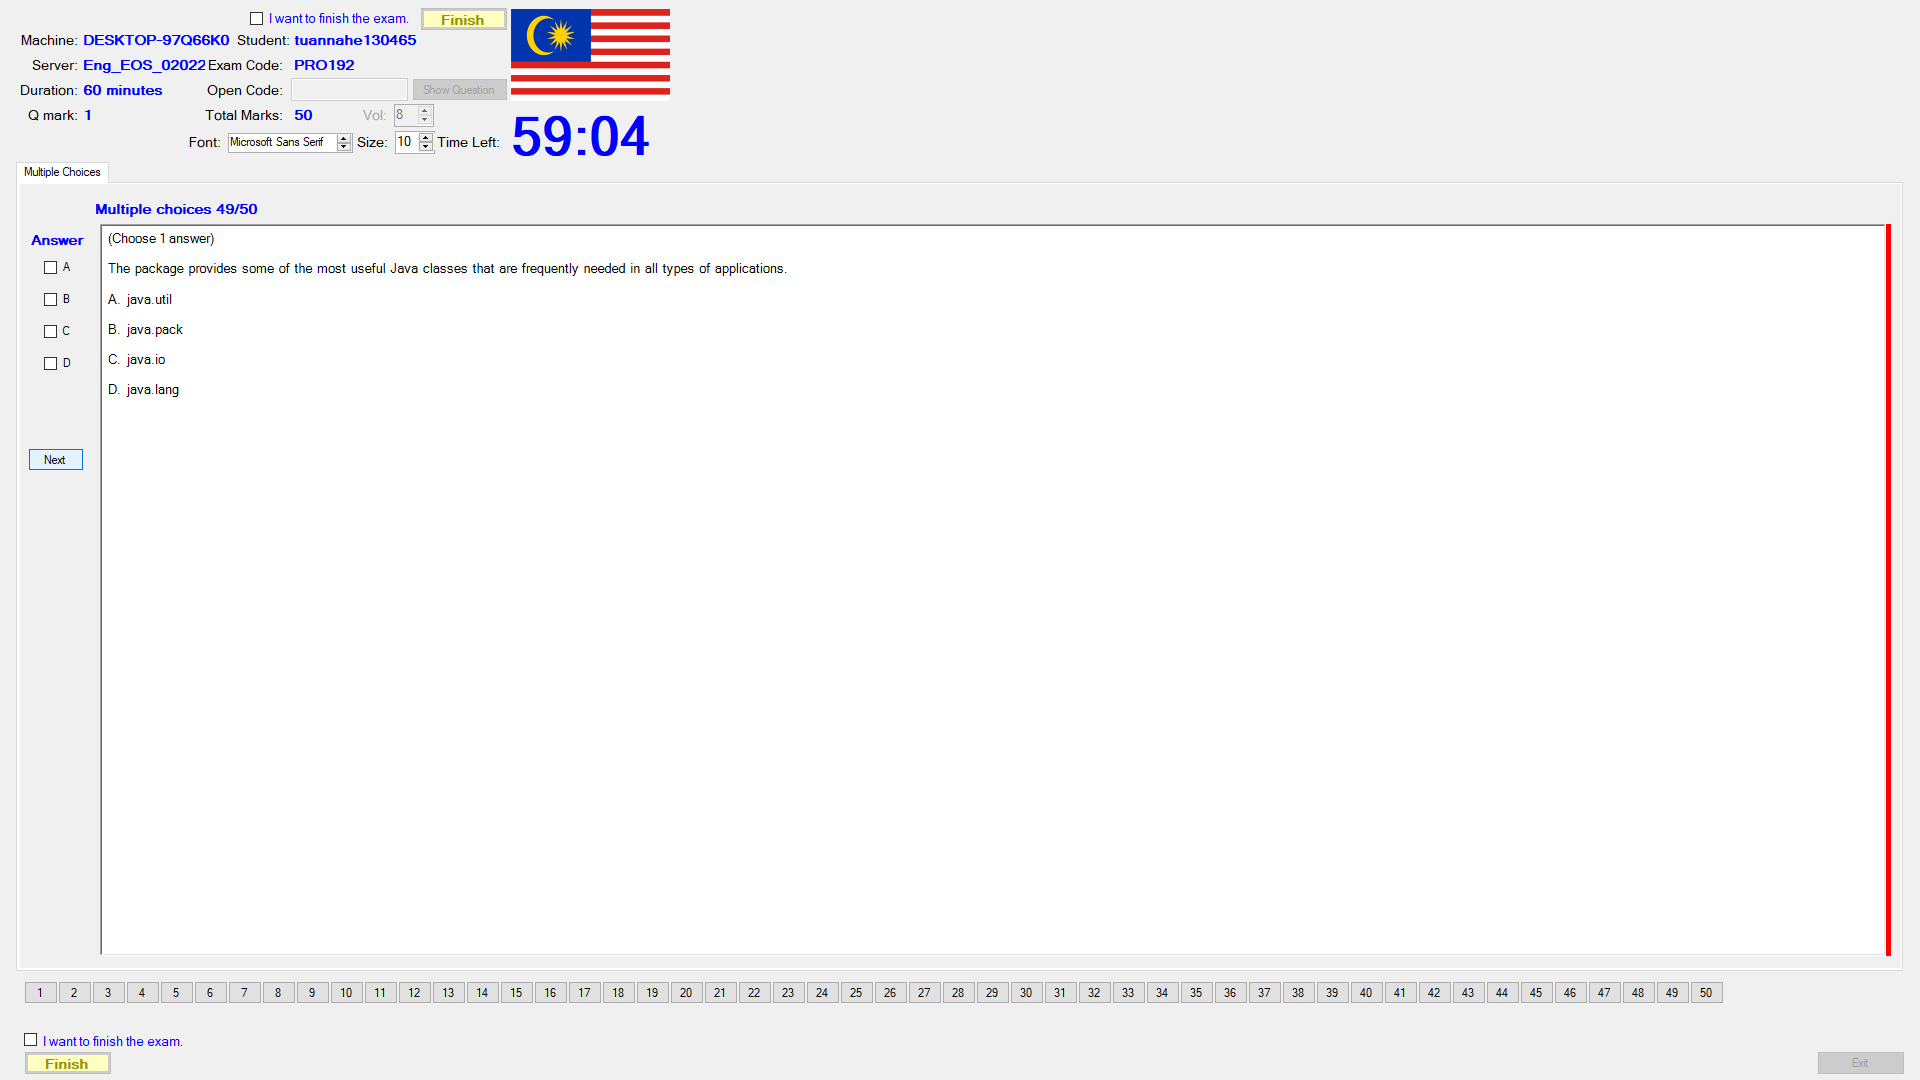 I want to finish the exam. Finish
Machine: DESKTOP-97Q66K0 Student: tuannahe130465
Server: Eng_EOS_02022 Exam Code: PRO192
Duration: 60 minutes Open Code: Show Question
Q mark: 1 Total Marks: 50 Vol: 8
Font: Microsoft Sans Serif Size: 10 Time Left: 59:04
Multiple Choices
Multiple choices 49/50
Answer
(Choose 1 answer)
A
The package provides some of the most useful Java classes that are frequently needed in all types of applications.
B
A. java.util
C
B. java.pack
D
C. java.io
D. java.lang
Next
1 2 3 4 5 6 7 8 9 10 11 12 13 14 15 16 17 18 19 20 21 22 23 24 25 26 27 28 29 30 31 32 33 34 35 36 37 38 39 40 41 42 43 44 45 46 47 48 49 50
I want to finish the exam.
Finish
Exit